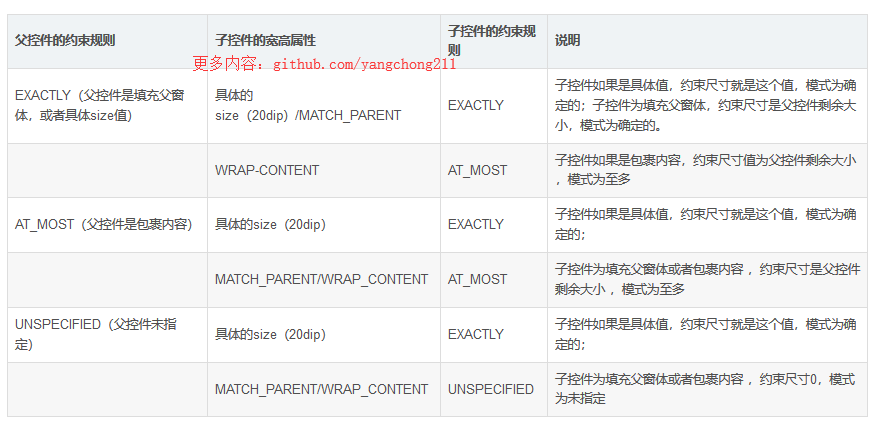 父控件的约束规则
子控件的宽高属性
子控件的约束规
则
说明
更多内容：github.com/yangchong211
EXACTLY（父控件是填充父窗
体，或者具体size值）
具体的
size（20dip）/MATCH_PARENT
EXACTLY
子控件如果是具体值，约束尺寸就是这个值，模式为确
定的；子控件为填充父窗体，约束尺寸是父控件剩余大
小，模式为确定的。
WRAP-CONTENT
AT_MOST
子控件如果是包裹内容，约束尺寸值为父控件剩余大小
，模式为至多
AT_MOST（父控件是包裹内容）
具体的size（20dip）
EXACTLY
子控件如果是具体值，约束尺寸就是这个值，模式为确
定的；
MATCH_PARENT/WRAP_CONTENT
AT_MOST
子控件为填充父窗体或者包裹内容 ，约束尺寸是父控件
剩余大小 ，模式为至多
UNSPECIFIED（父控件未指
定）
具体的size（20dip）
EXACTLY
子控件如果是具体值，约束尺寸就是这个值，模式为确
定的；
MATCH_PARENT/WRAP_CONTENT
UNSPECIFIED
子控件为填充父窗体或者包裹内容 ，约束尺寸0，模式
为未指定